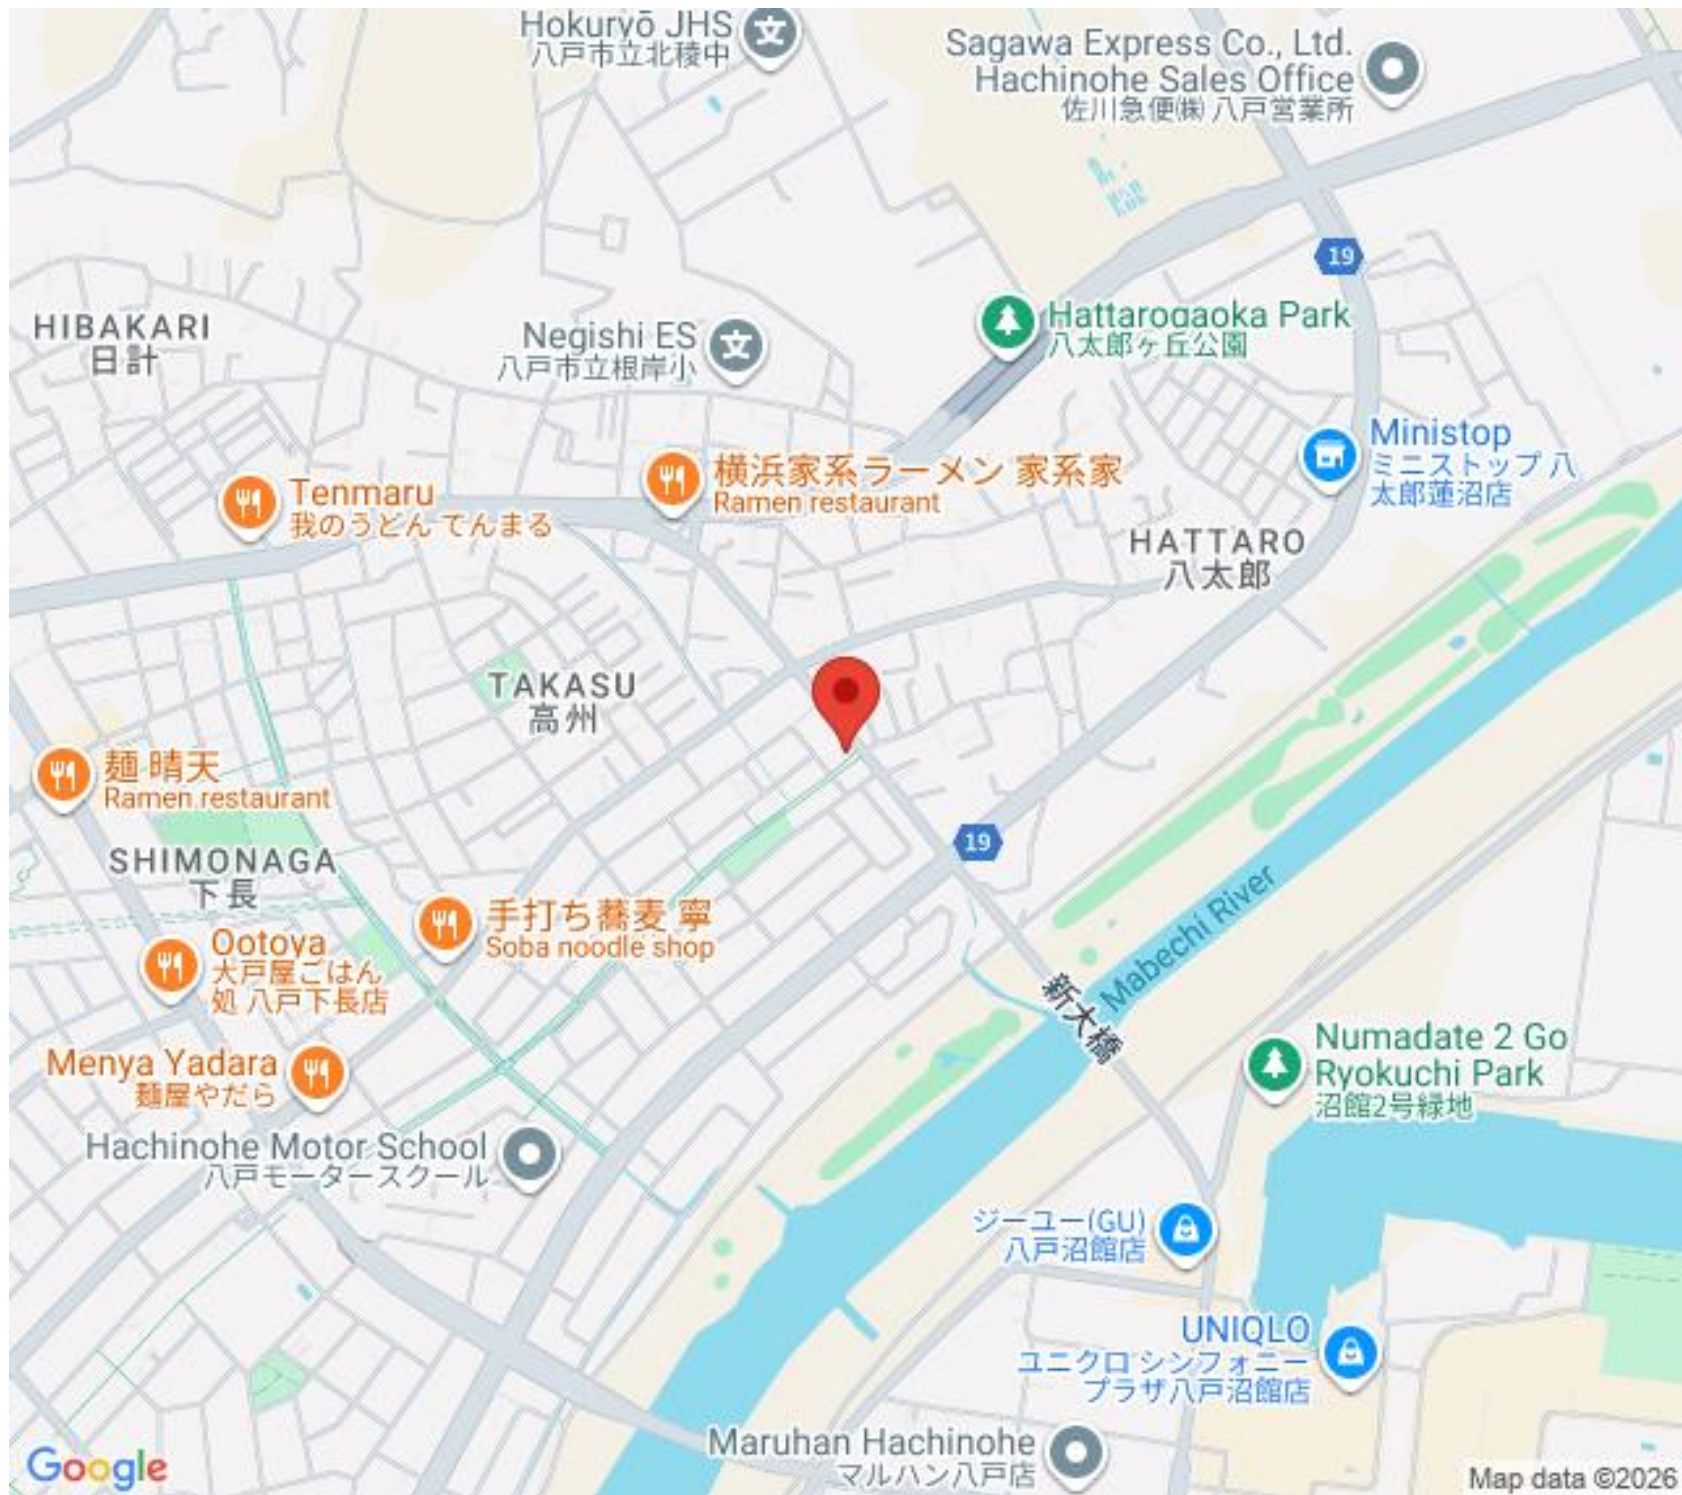 Hokuryō JHS
八戸市立北稜中
Sagawa Express Co., Ltd.
Hachinohe Sales Office
佐川急便㈱ 八戸営業所
19
HIBAKARI
日計
Negishi ES
八戸市立根岸小
Hattarogaoka Park
八太郎ヶ丘公園
Ministop
ミニストップ 八
太郎蓮沼店
Tenmaru
我のうどん てんまる
横浜家系ラーメン 家系家
Ramen restaurant
HATTARO
八太郎
TAKASU
高州
麺 晴天
Ramen restaurant
SHIMONAGA
下長
19
手打ち蕎麦 寧
Soba noodle shop
Ootoya
大戸屋ごはん
処 八戸下長店
Mabechi River
新大橋
Menya Yadara
麺屋やだら
Numadate 2 Go
Ryokuchi Park
沼館2号緑地
Hachinohe Motor School
八戸モータースクール
ジーユー(GU)
八戸沼館店
UNIQLO
ユニクロ シンフォニー
プラザ八戸沼館店
Maruhan Hachinohe
マルハン八戸店
Google
Map data ©2026